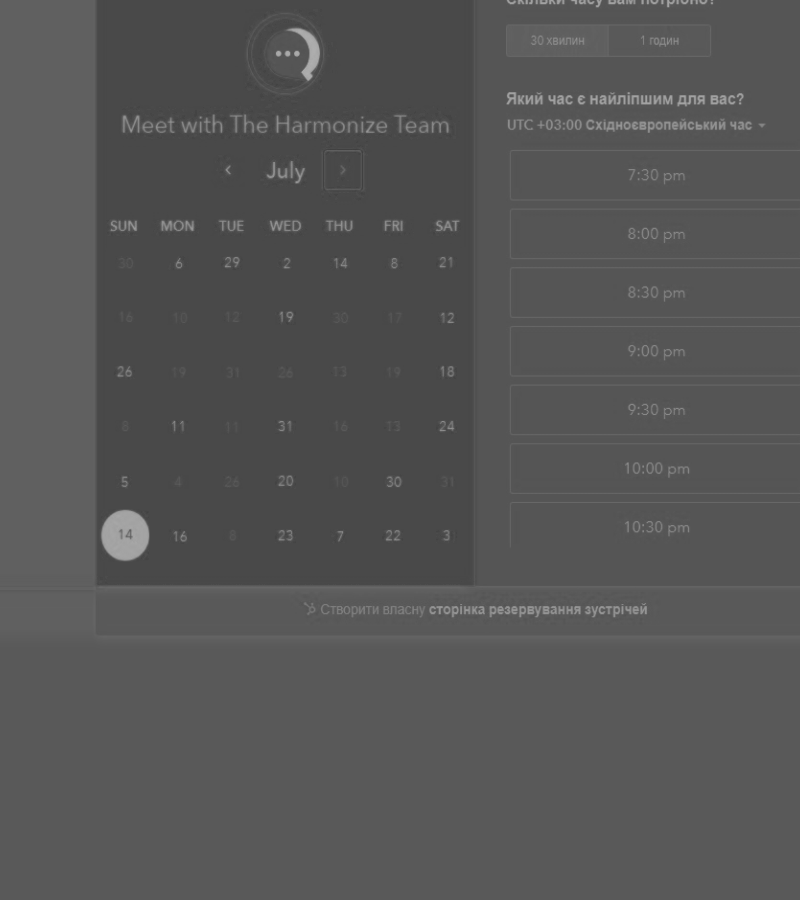 Скільки часу вам потрібно?
30 хвилин 1 годин
Який час є найліпшим для вас?
UTC +03:00 Східноєвропейський час
Meet with The Harmonize Team
July
SUN MON TUE WED THU FRI SAT
30 6 29 2 14 8 21
16 10 12 19 30 17 12
26 19 31 26 13 19 18
8 11 11 31 16 13 24
5 4 26 20 10 30 31
14 16 8 23 7 22 3
7:30 pm
8:00 pm
8:30 pm
9:00 pm
9:30 pm
10:00 pm
10:30 pm
Створити власну сторінка резервування зустрічей